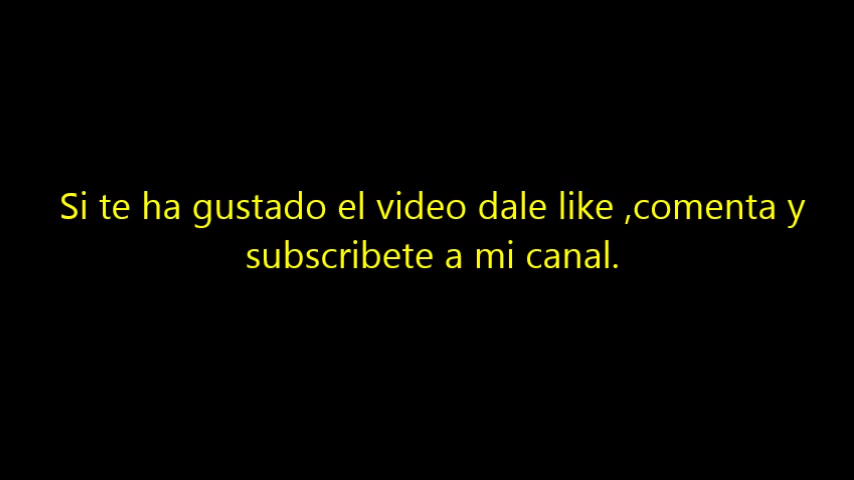 Si te ha gustado el video dale like ,comenta y
subscribete a mi canal.